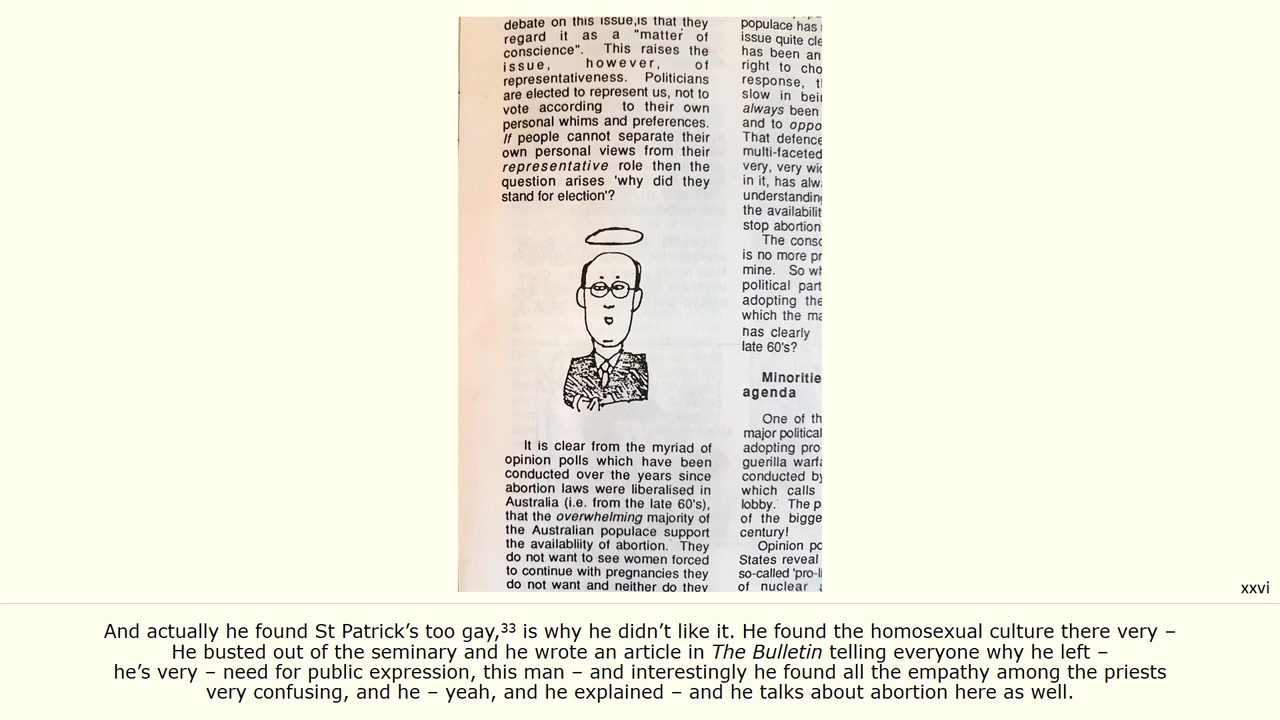 debate on this issue,is that they
regard it as a "matter of
conscience". This raises the
issue, however, of
representativeness. Politicians
are elected to represent us, not to
vote according to their own
personal whims and preferences.
If people cannot separate their
own personal views from their
representative role then the
question arises 'why did they
stand for election'?
It is clear from the myriad of
opinion polls which have been
conducted over the years since
abortion laws were liberalised in
Australia (i.e. from the late 60's),
that the overwhelming majority of
the Australian populace support
the availabliity of abortion. They
do not want to see women forced
to continue with pregnancies they
do not want and neither do they
populace has
issue quite cle
has been an
right to cho
response, t
slow in bei
always been
and to oppo
That defence
multi-faceted
very, very wi
in it, has alw
understanding
the availabilit
stop abortion
The consc
is no more pr
mine. So wh
political part
adopting the
which the ma
has clearly
late 60's?
Minoritie
agenda
One of th
major political
adopting pro-
guerilla warfa
conducted by
which calls
lobby. The p
of the bigge
century!
Opinion po
States reveal
so-called 'pro-li
of nuclear a
xxvi
And actually he found St Patrick's too gay,³³ is why he didn't like it. He found the homosexual culture there very –
He busted out of the seminary and he wrote an article in The Bulletin telling everyone why he left –
he's very – need for public expression, this man – and interestingly he found all the empathy among the priests
very confusing, and he – yeah, and he explained – and he talks about abortion here as well.